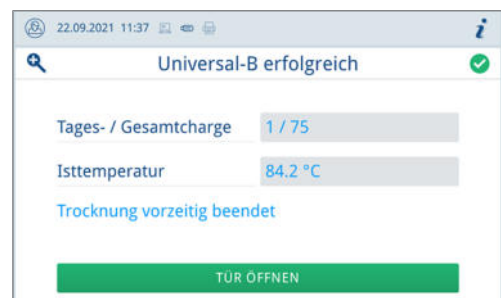 22.09.2021 11:37
Universal-B erfolgreich
Tages- / Gesamtcharge 1 / 75
Isttemperatur 84.2 °C
Trocknung vorzeitig beendet
TÜR ÖFFNEN